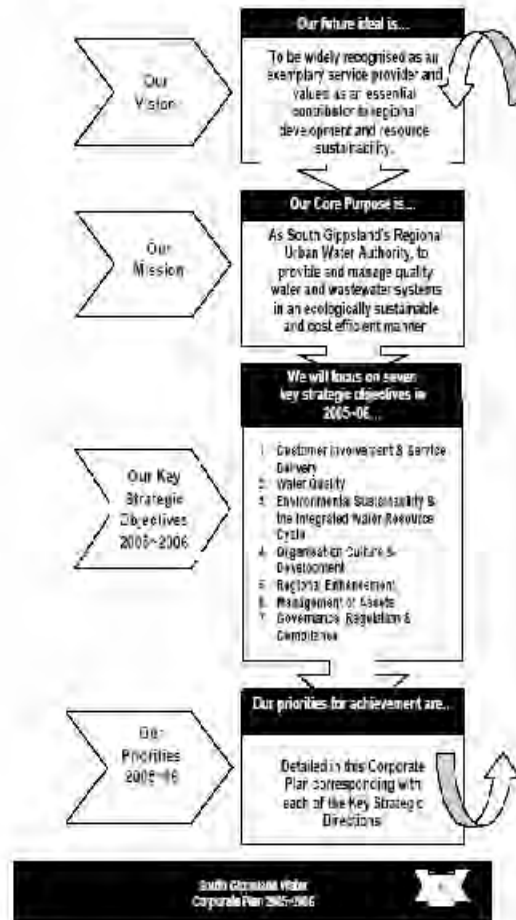 Our future ideal is...
Our
Vision
To be widely recognised as an
exemplary service provider and
valued as an essential
contributor to regional
development and resource
sustainability.
Our Core Purpose is...
Our
Mission
As South Gippsland's Regional
Urban Water Authority, to
provide and manage quality
water and wastewater systems
in an ecologically sustainable
and cost efficient manner
We will focus on seven
key strategic objectives in
2005-06...
Our Key
Strategic
Objectives
2005-2006
1. Customer Involvement & Service
Delivery
2. Water Quality
3. Environmental Sustainability &
the Integrated Water Resource
Cycle
4. Organisation Culture &
Development
5. Regional Enhancement
6. Management of Assets
7. Governance, Regulation &
Compliance
Our priorities for achievement are...
Our
Priorities
2005-06
Detailed in this Corporate
Plan corresponding with
each of the Key Strategic
Directions
South Gippsland Water
Corporate Plan 2005-2006